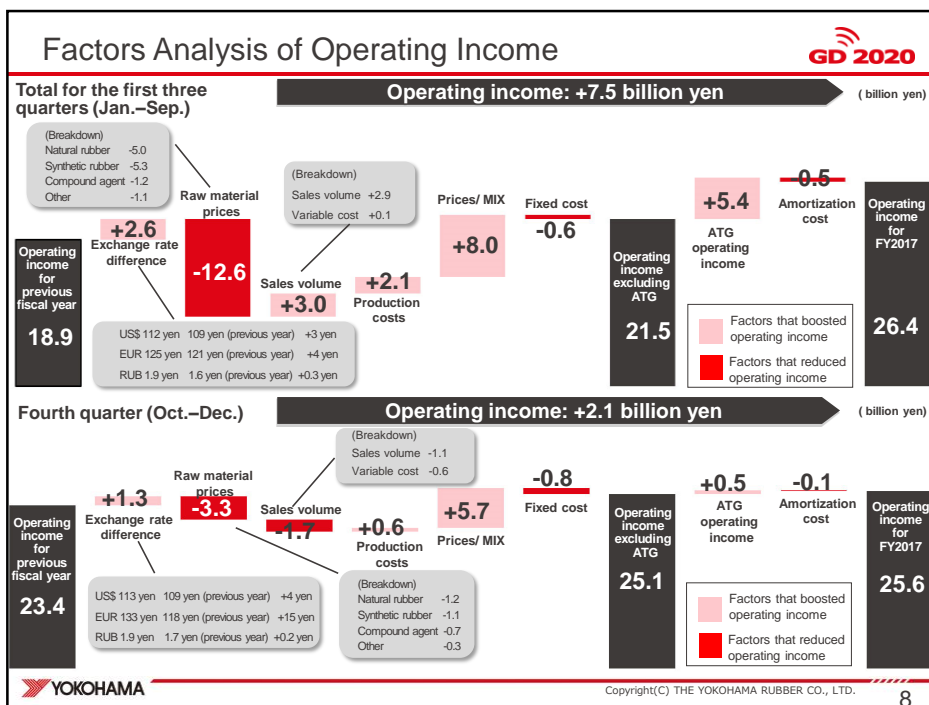 Factors Analysis of Operating Income
GD 2020
Total for the first three
quarters (Jan.–Sep.)
Operating income: +7.5 billion yen
( billion yen)
(Breakdown)
Natural rubber -5.0
Synthetic rubber -5.3
Compound agent -1.2
Other -1.1
Operating
income
for
previous
fiscal year
18.9
+2.6
Exchange rate
difference
Raw material
prices
-12.6
(Breakdown)
Sales volume +2.9
Variable cost +0.1
Sales volume
+3.0
+2.1
Production
costs
Prices/ MIX
+8.0
Fixed cost
-0.6
Operating
income
excluding
ATG
21.5
+5.4
ATG
operating
income
-0.5
Amortization
cost
Operating
income
for
FY2017
26.4
US$ 112 yen 109 yen (previous year) +3 yen
EUR 125 yen 121 yen (previous year) +4 yen
RUB 1.9 yen 1.6 yen (previous year) +0.3 yen
Factors that boosted
operating income
Factors that reduced
operating income
Fourth quarter (Oct.–Dec.)
Operating income: +2.1 billion yen
( billion yen)
Operating
income
for
previous
fiscal year
23.4
+1.3
Exchange rate
difference
Raw material
prices
-3.3
(Breakdown)
Sales volume -1.1
Variable cost -0.6
Sales volume
-1.7
+0.6
Production
costs
+5.7
Prices/ MIX
-0.8
Fixed cost
Operating
income
excluding
ATG
25.1
+0.5
ATG
operating
income
-0.1
Amortization
cost
Operating
income
for
FY2017
25.6
US$ 113 yen 109 yen (previous year) +4 yen
EUR 133 yen 118 yen (previous year) +15 yen
RUB 1.9 yen 1.7 yen (previous year) +0.2 yen
(Breakdown)
Natural rubber -1.2
Synthetic rubber -1.1
Compound agent -0.7
Other -0.3
Factors that boosted
operating income
Factors that reduced
operating income
YOKOHAMA
Copyright(C) THE YOKOHAMA RUBBER CO., LTD.
8